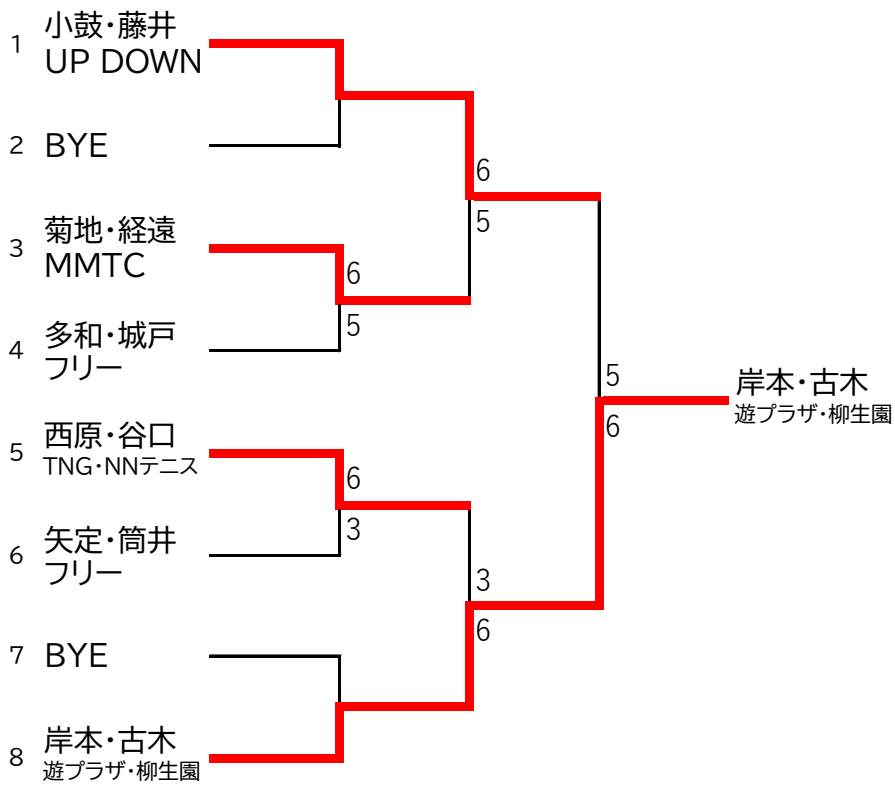 1
小鼓・藤井
UP DOWN
2
BYE
6
5
3
菊地・経遠
MMTC
6
5
4
多和・城戸
フリー
5
6
岸本・古木
遊プラザ・柳生園
5
西原・谷口
TNG・NNテニス
6
3
6
矢定・筒井
フリー
3
6
7
BYE
8
岸本・古木
遊プラザ・柳生園